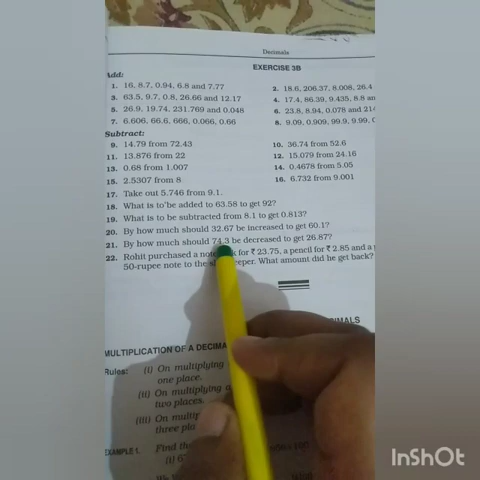 Decimals
EXERCISE 3B
Add:
1. 16, 8.7, 0.94, 6.8 and 7.77
2. 18.6, 206.37, 8.008, 26.4
3. 63.5, 9.7, 0.8, 26.66 and 12.17
4. 17.4, 86.39, 9.435, 8.8 an
5. 26.9, 19.74, 231.769 and 0.048
6. 23.8, 8.94, 0.078 and 214
7. 6.606, 66.6, 666, 0.066, 0.66
8. 9.09, 0.909, 99.9, 9.99,
Subtract:
9. 14.79 from 72.43
10. 36.74 from 52.6
11. 13.876 from 22
12. 15.079 from 24.16
13. 0.68 from 1.007
14. 0.4678 from 5.05
15. 2.5307 from 8
16. 6.732 from 9.001
17. Take out 5.746 from 9.1.
18. What is to be added to 63.58 to get 92?
19. What is to be subtracted from 8.1 to get 0.813?
20. By how much should 32.67 be increased to get 60.1?
21. By how much should 74.3 be decreased to get 26.87?
22. Rohit purchased a for ₹ 23.75, a pencil for ₹ 2.85 and a
50-rupee note to the What amount did he get back?
MALS
MULTIPLICATION OF A DECIMA
Rules: (i) On multiplying
one place.
(ii) On multiplying
two places.
(iii) On multip
three pla
EXAMPLE 1. Find the
(i)
InShOt